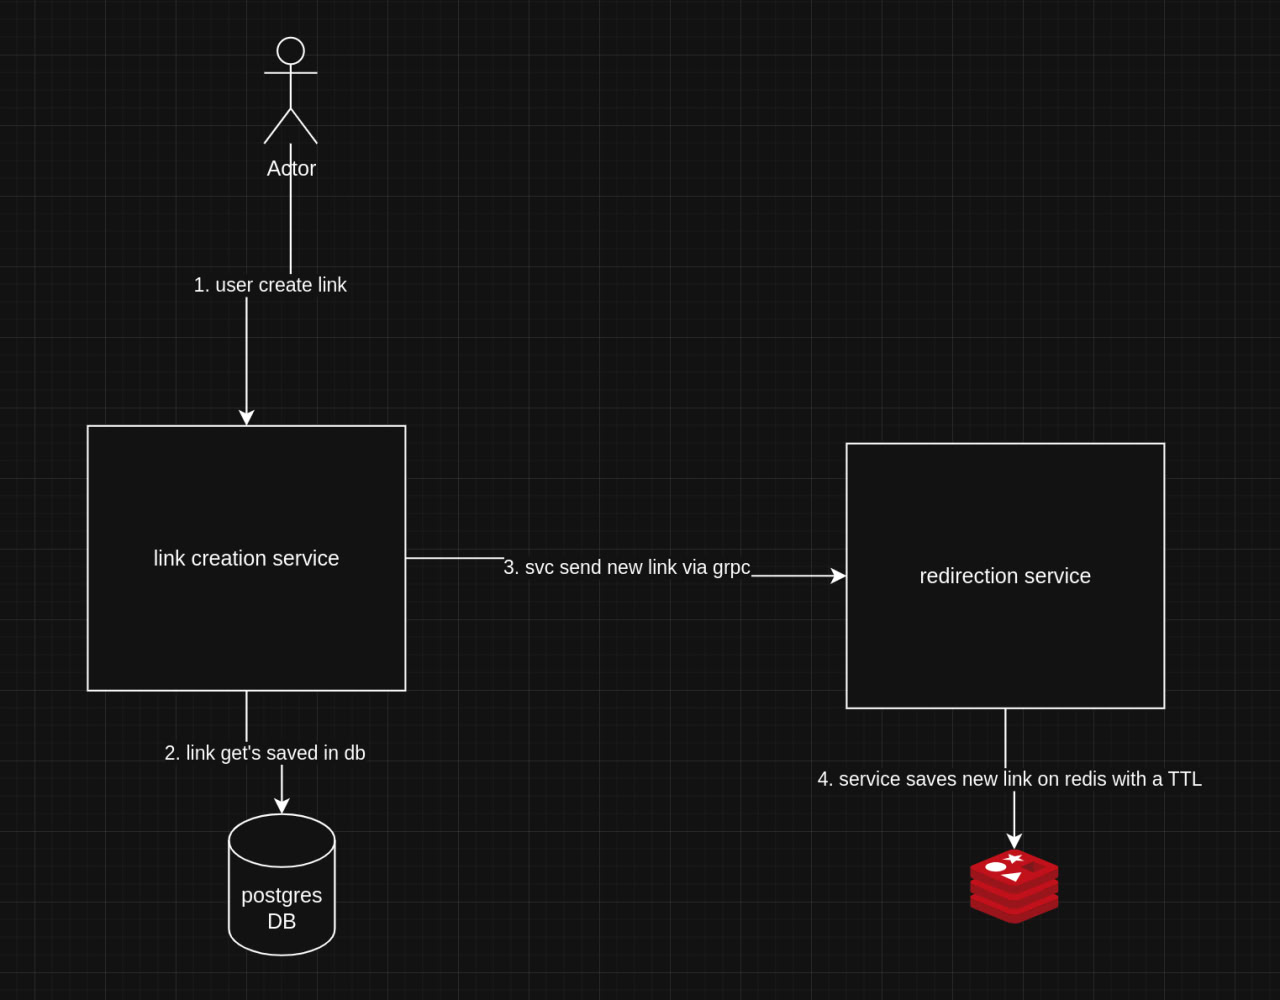 Actor
1. user create link
link creation service
3. svc send new link via grpc
redirection service
2. link get's saved in db
4. service saves new link on redis with a TTL
postgres
DB